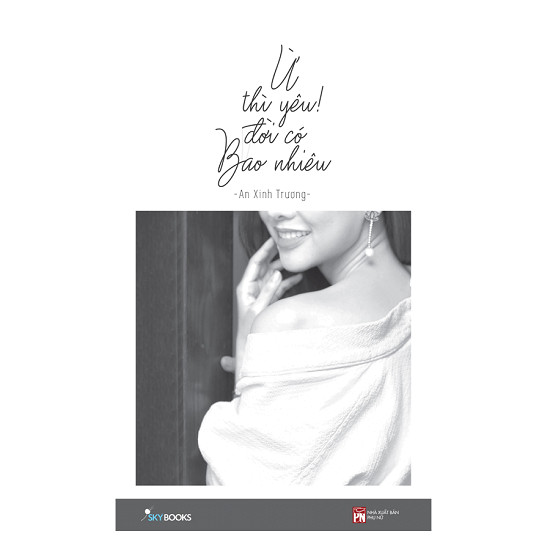 Ừ
thì yêu!
đời có
Bao nhiêu
-An Xinh Trương-
SKYBOOKS
PN
NHÀ XUẤT BẢN
PHỤ NỮ